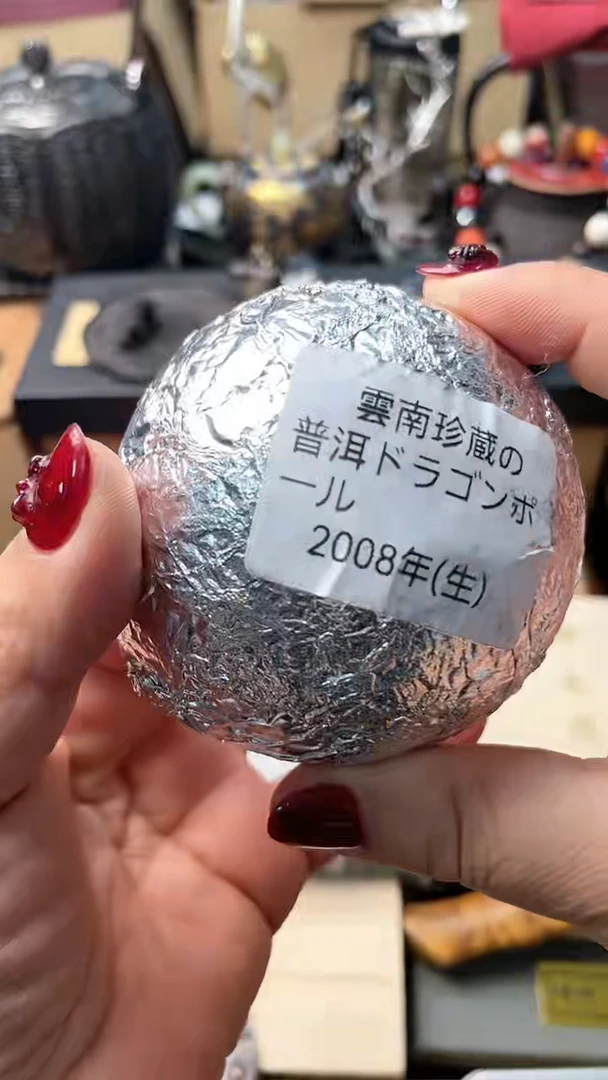 雲南珍蔵の
普洱ドラゴンポ
ール
2008年(生)